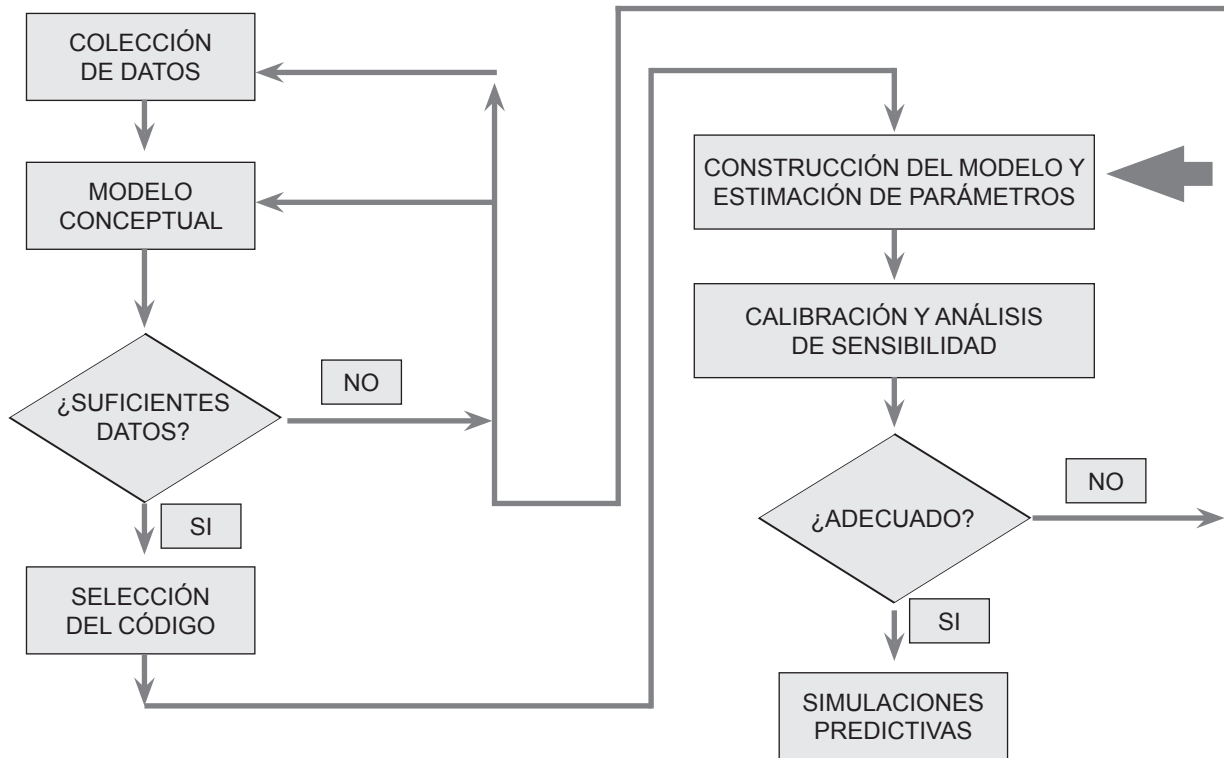 COLECCIÓN
DE DATOS
MODELO
CONCEPTUAL
¿SUFICIENTES
DATOS?
NO
SI
SELECCIÓN
DEL CÓDIGO
CONSTRUCCIÓN DEL MODELO Y
ESTIMACIÓN DE PARÁMETROS
CALIBRACIÓN Y ANÁLISIS
DE SENSIBILIDAD
¿ADECUADO?
NO
SI
SIMULACIONES
PREDICTIVAS